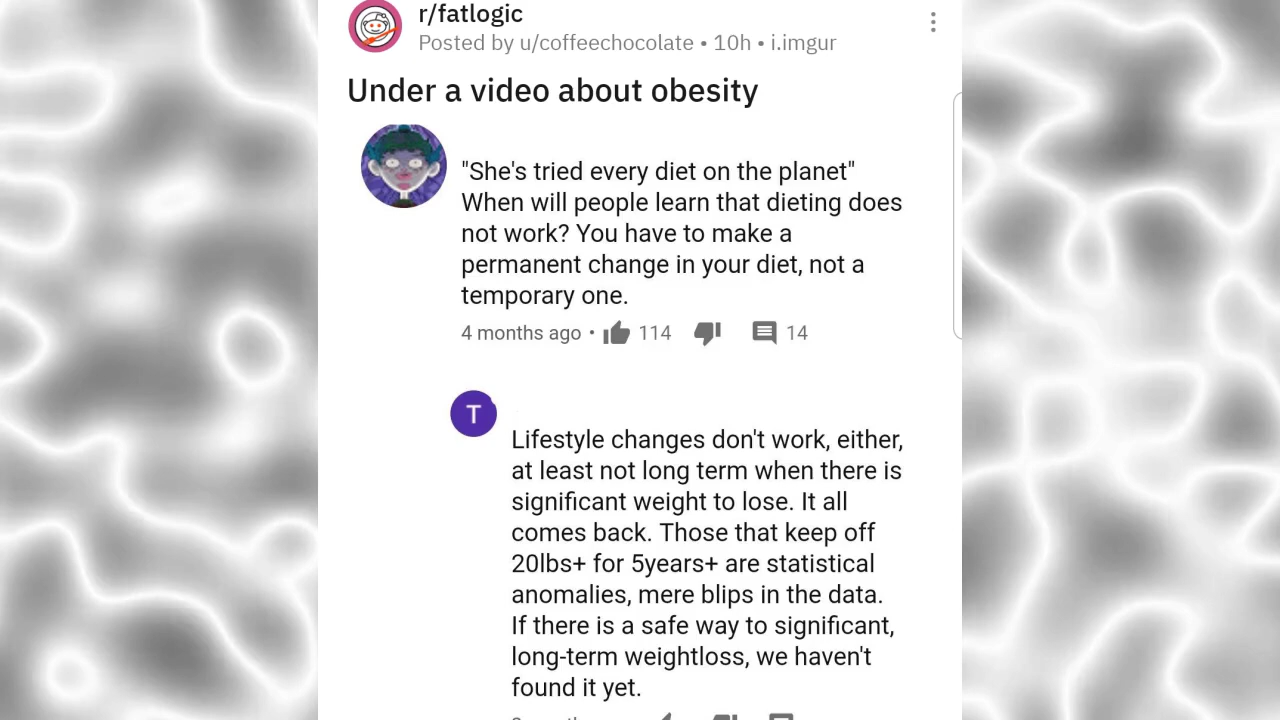 r/fatlogic
Posted by u/coffeechocolate • 10h • i.imgur
Under a video about obesity
"She's tried every diet on the planet"
When will people learn that dieting does
not work? You have to make a
permanent change in your diet, not a
temporary one.
4 months ago • 114 14
T
Lifestyle changes don't work, either,
at least not long term when there is
significant weight to lose. It all
comes back. Those that keep off
20lbs+ for 5years+ are statistical
anomalies, mere blips in the data.
If there is a safe way to significant,
long-term weightloss, we haven't
found it yet.